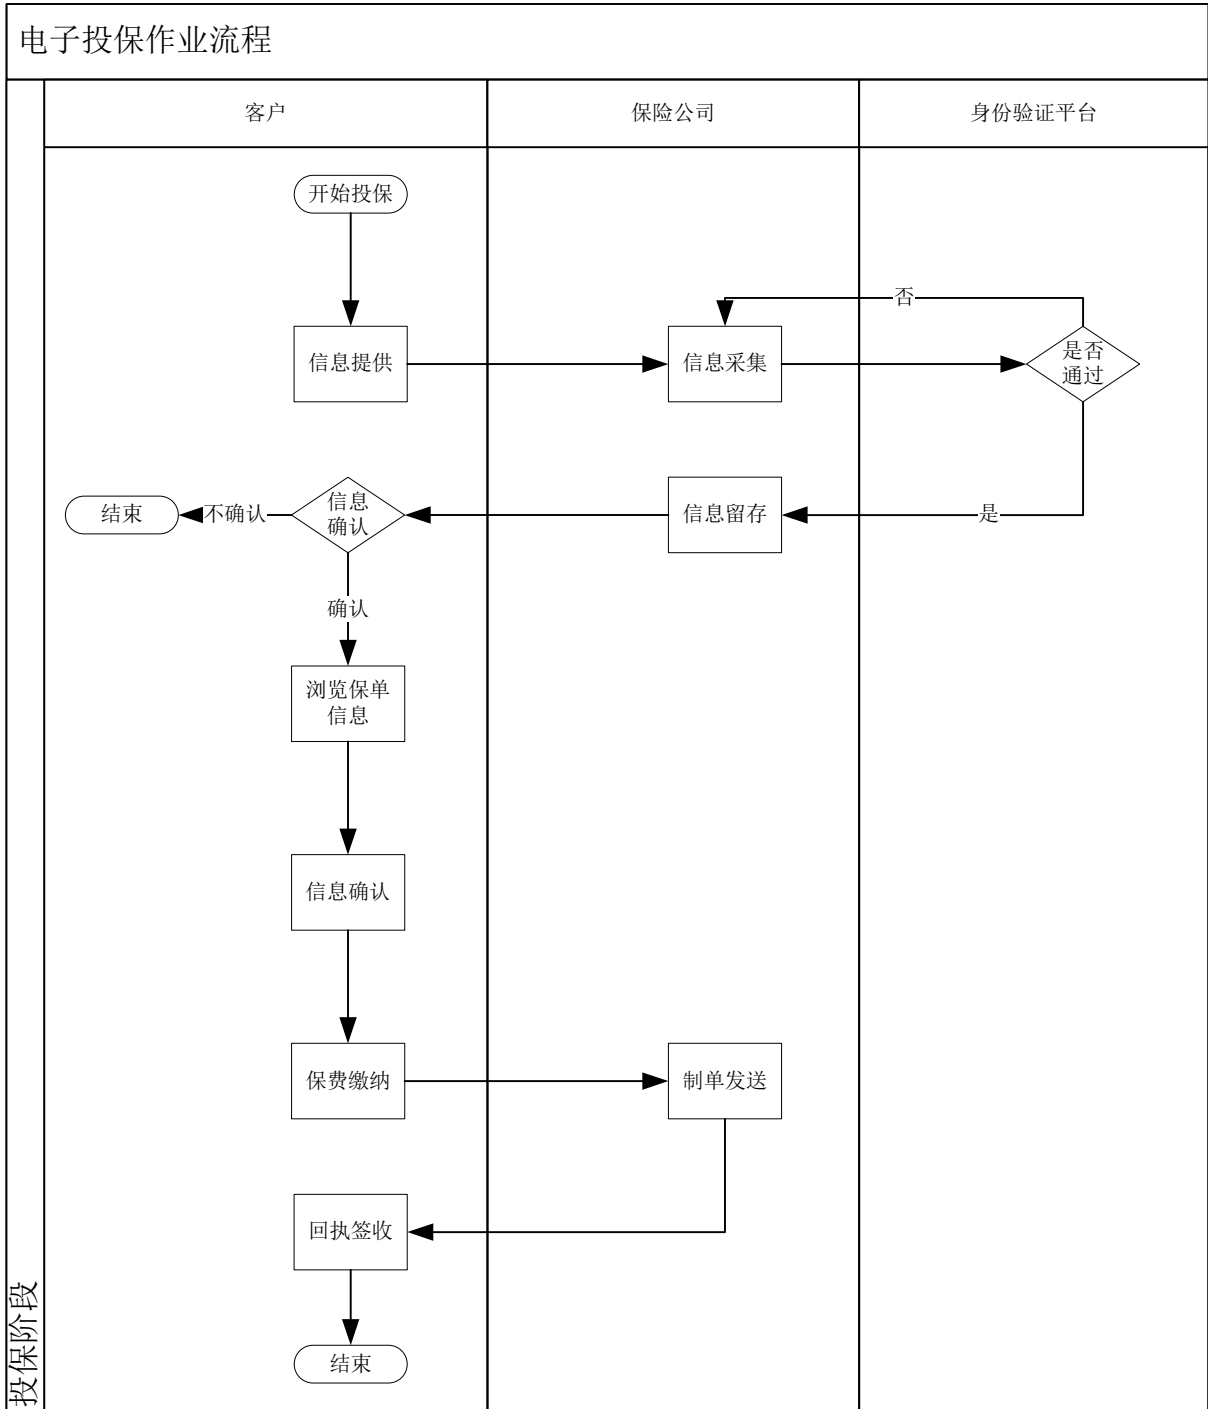 电子投保作业流程
客户
保险公司
身份验证平台
开始投保
否
信息提供
信息采集
是否
通过
结束
不确认
信息
确认
信息留存
是
确认
浏览保单
信息
信息确认
保费缴纳
制单发送
回执签收
结束
投保阶段